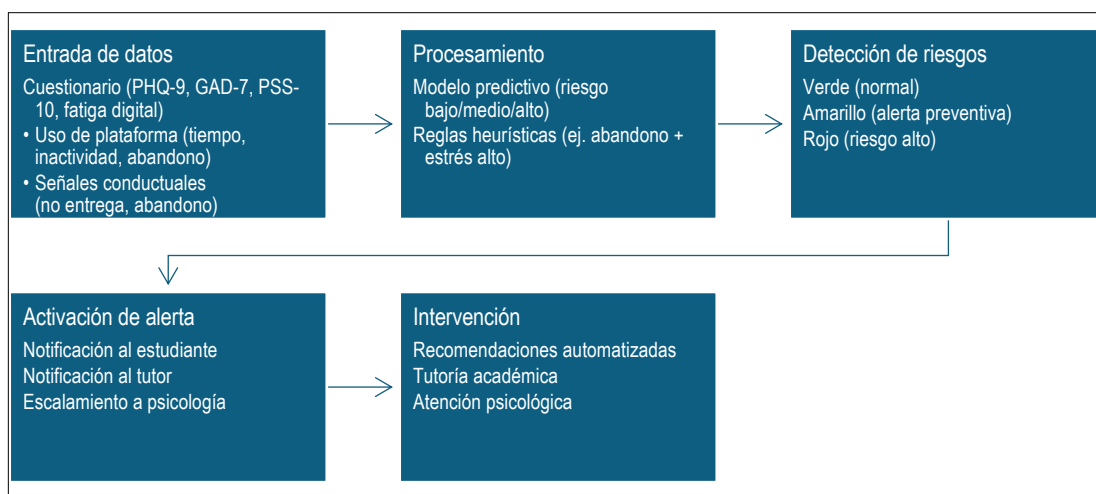 Entrada de datos
Cuestionario (PHQ-9, GAD-7, PSS-
10, fatiga digital)
• Uso de plataforma (tiempo,
inactividad, abandono)
• Señales conductuales
(no entrega, abandono)
Procesamiento
Modelo predictivo (riesgo
bajo/medio/alto)
Reglas heurísticas (ej. abandono +
estrés alto)
Detección de riesgos
Verde (normal)
Amarillo (alerta preventiva)
Rojo (riesgo alto)
Activación de alerta
Notificación al estudiante
Notificación al tutor
Escalamiento a psicología
Intervención
Recomendaciones automatizadas
Tutoría académica
Atención psicológica